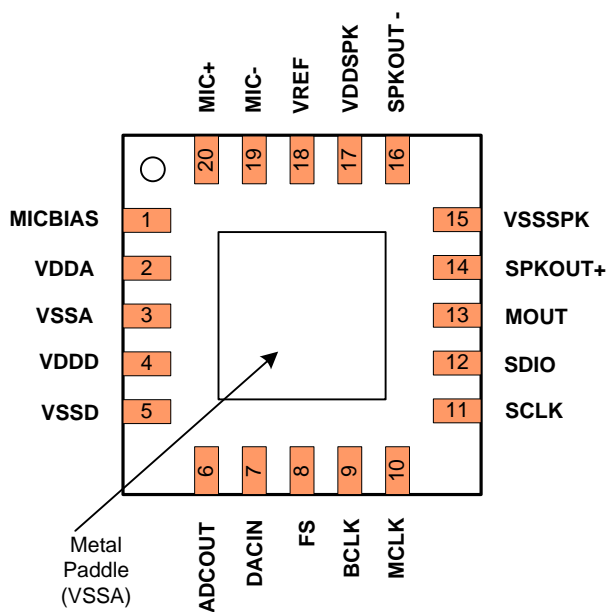 MIC+
MIC-
VREF
VDDSPK
SPKOUT -
20
19
18
17
16
MICBIAS
1
VDDA
2
VSSA
3
VDDD
4
VSSD
5
15
VSSSPK
14
SPKOUT+
13
MOUT
12
SDIO
11
SCLK
6
7
8
9
10
ADCOUT
DACIN
FS
BCLK
MCLK
Metal
Paddle
(VSSA)